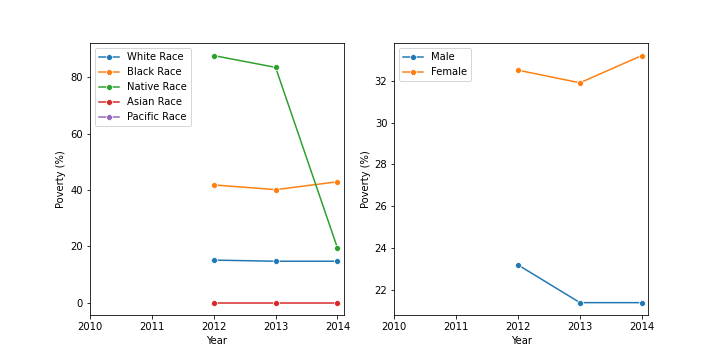 White Race
Black Race
Native Race
Asian Race
Pacific Race
80
60
40
20
0
Poverty (%)
2010 2011 2012 2013 2014
Year
Male
Female
32
30
28
26
24
22
Poverty (%)
2010 2011 2012 2013 2014
Year